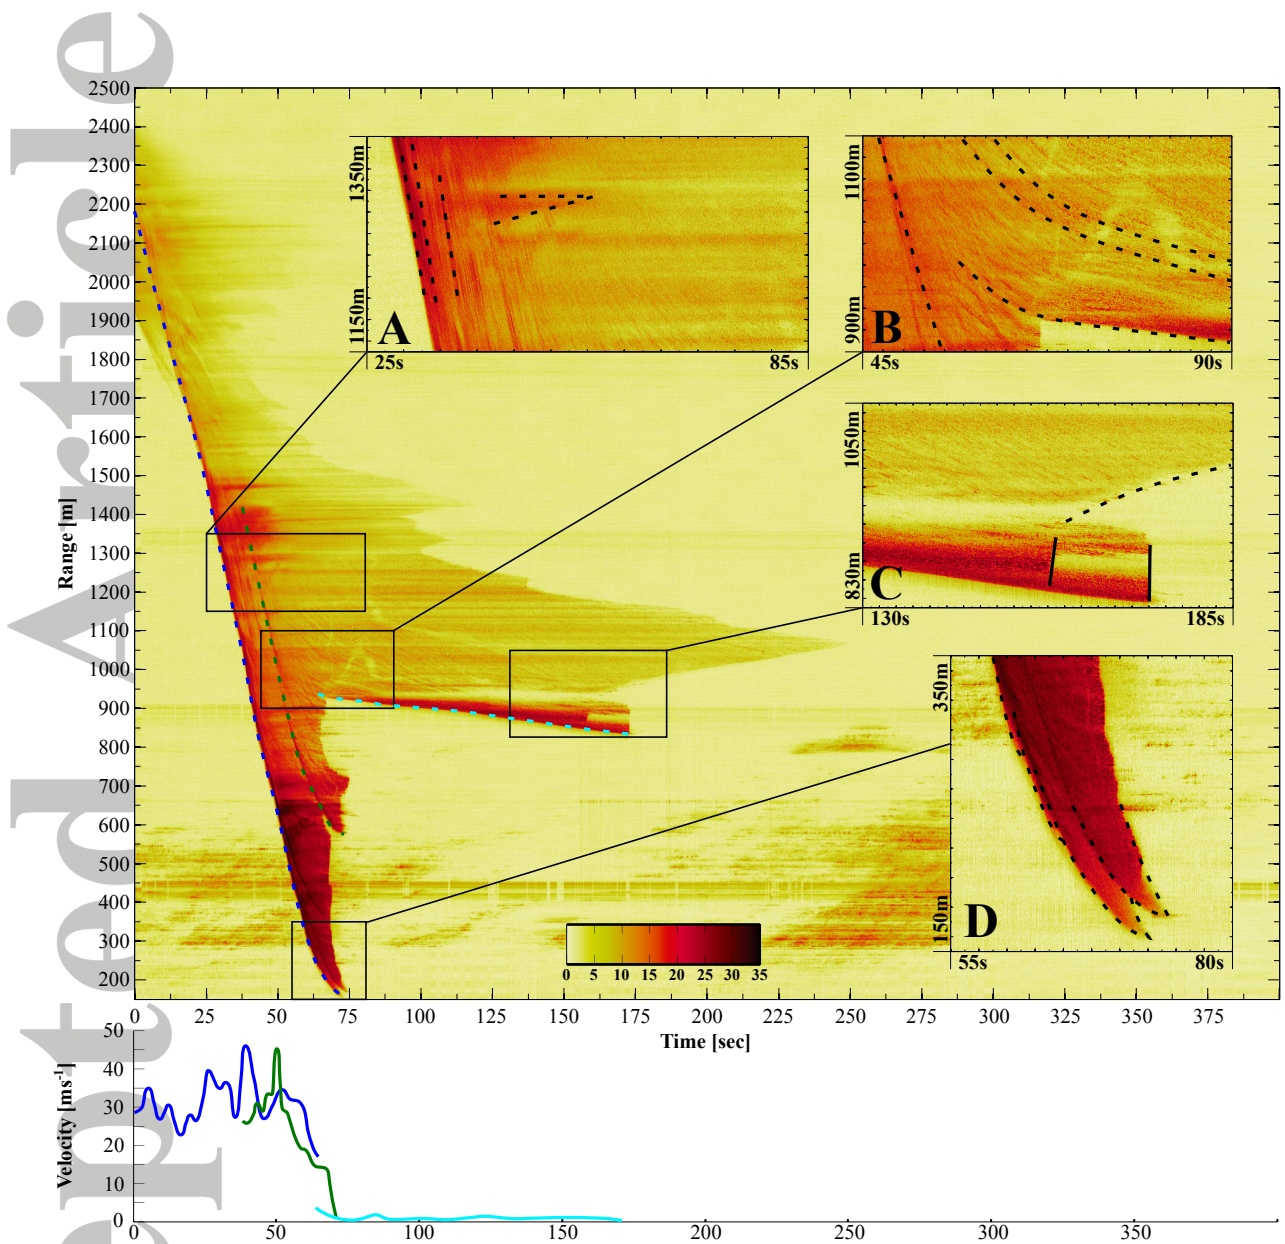 Accepted Article
2500
2400
2300
2200
2100
2000
1900
1800
1700
1600
1500
1400
1300
1200
1100
1000
900
800
700
600
500
400
300
200
Range [m]
0 25 50 75 100 125 150 175 200 225 250 275 300 325 350 375
Time [sec]
1350m
1150m
A
25s 85s
1100m
900m
B
45s 90s
1050m
830m
C
130s 185s
350m
150m
D
55s 80s
0 5 10 15 20 25 30 35
50
40
30
20
10
0
Velocity [ms-1]
0 50 100 150 200 250 300 350